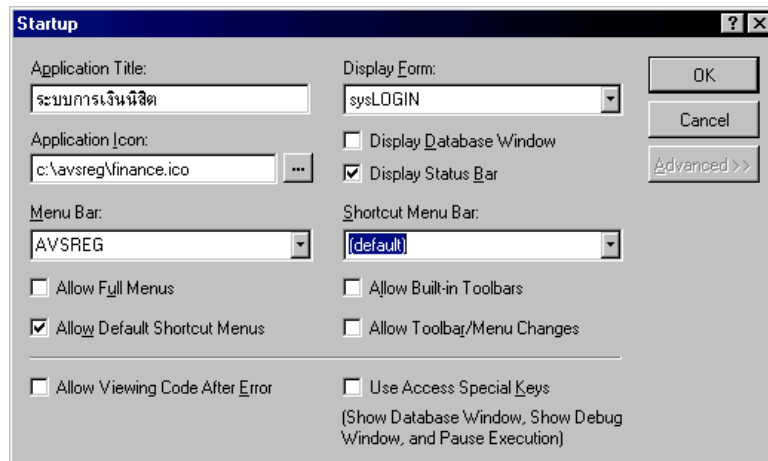 Startup
Application Title:
ระบบการเงินนิสิต
Application Icon:
c:\avsreg\finance.ico
...
Menu Bar:
AVSREG
Allow Full Menus
Allow Default Shortcut Menus
Allow Viewing Code After Error
Display Form:
sysLOGIN
Display Database Window
Display Status Bar
Shortcut Menu Bar:
(default)
Allow Built-in Toolbars
Allow Toolbar/Menu Changes
Use Access Special Keys
(Show Database Window, Show Debug
Window, and Pause Execution)
OK
Cancel
Advanced >>